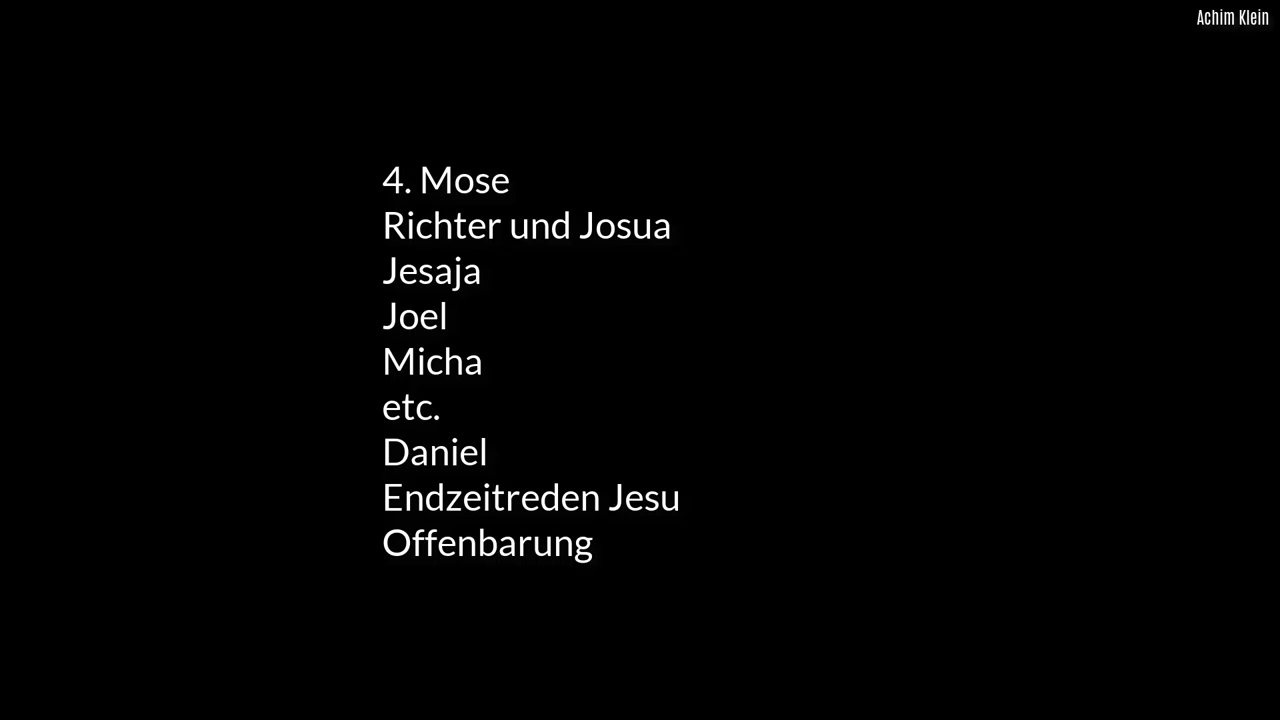 Achim Klein
4. Mose
Richter und Josua
Jesaja
Joel
Micha
etc.
Daniel
Endzeitreden Jesu
Offenbarung